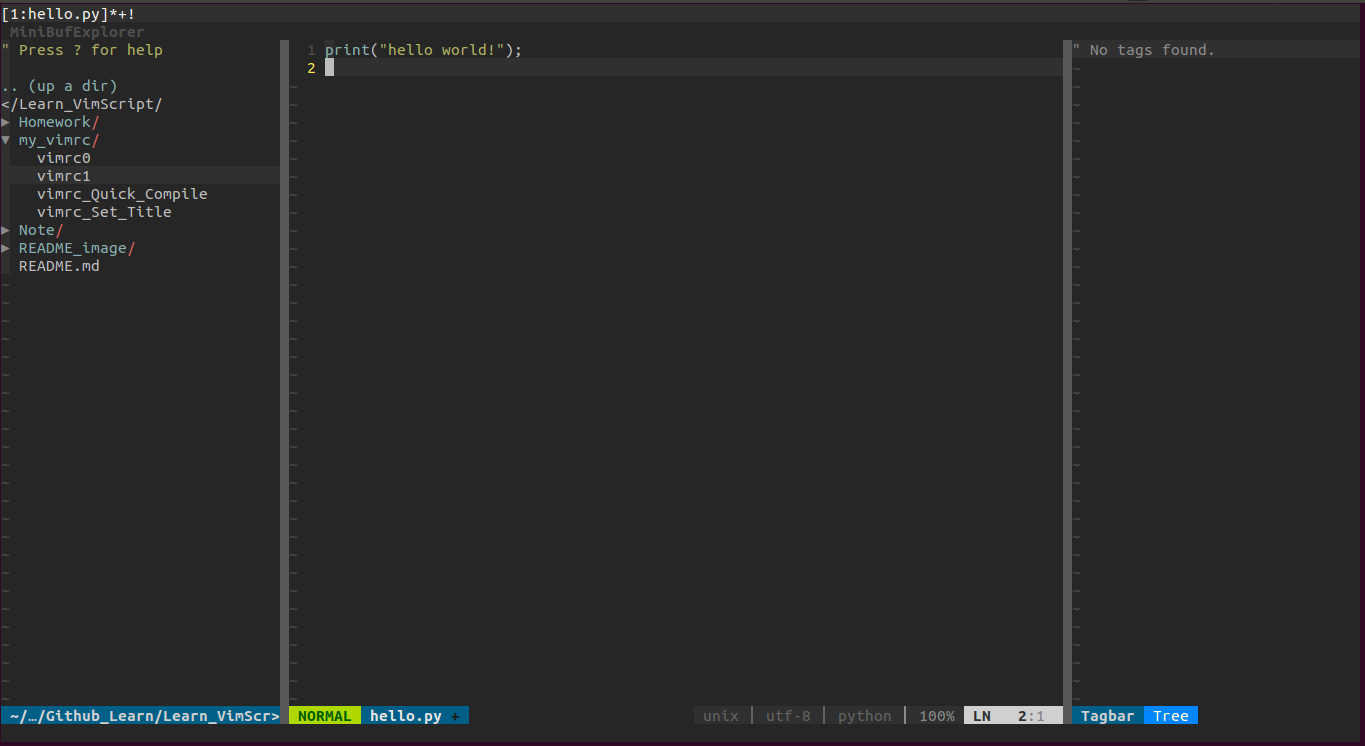 [1:hello.py]*+!
MiniBufExplorer
" Press ? for help
.. (up a dir)
</Learn_VimScript/
▶ Homework/
▼ my_vimrc/
vimrc0
vimrc1
vimrc_Quick_Compile
vimrc_Set_Title
▶ Note/
▶ README_image/
README.md
~/…/Github_Learn/Learn_VimScr>
1 print("hello world!");
2
NORMAL hello.py +
unix | utf-8 | python | 100% LN 2:1
" No tags found.
Tagbar Tree